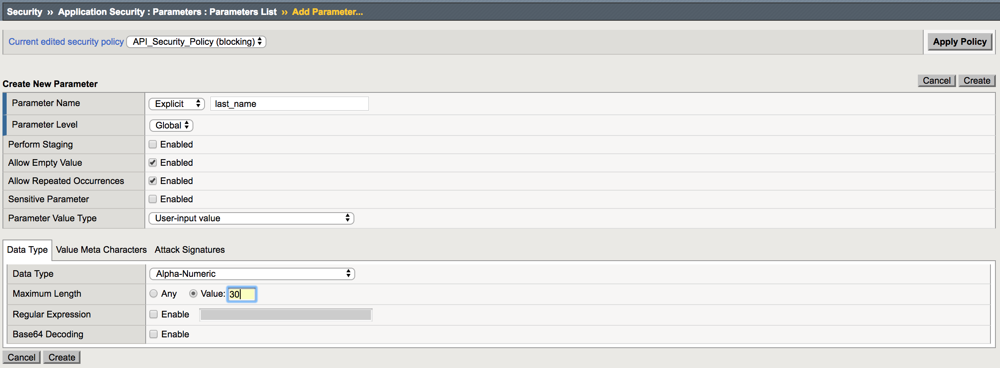 Security » Application Security : Parameters : Parameters List » Add Parameter...
Current edited security policy API_Security_Policy (blocking) Apply Policy
Create New Parameter Cancel Create
Parameter Name Explicit last_name
Parameter Level Global
Perform Staging Enabled
Allow Empty Value Enabled
Allow Repeated Occurrences Enabled
Sensitive Parameter Enabled
Parameter Value Type User-input value
Data Type Value Meta Characters Attack Signatures
Data Type Alpha-Numeric
Maximum Length Any Value: 30
Regular Expression Enable
Base64 Decoding Enable
Cancel Create